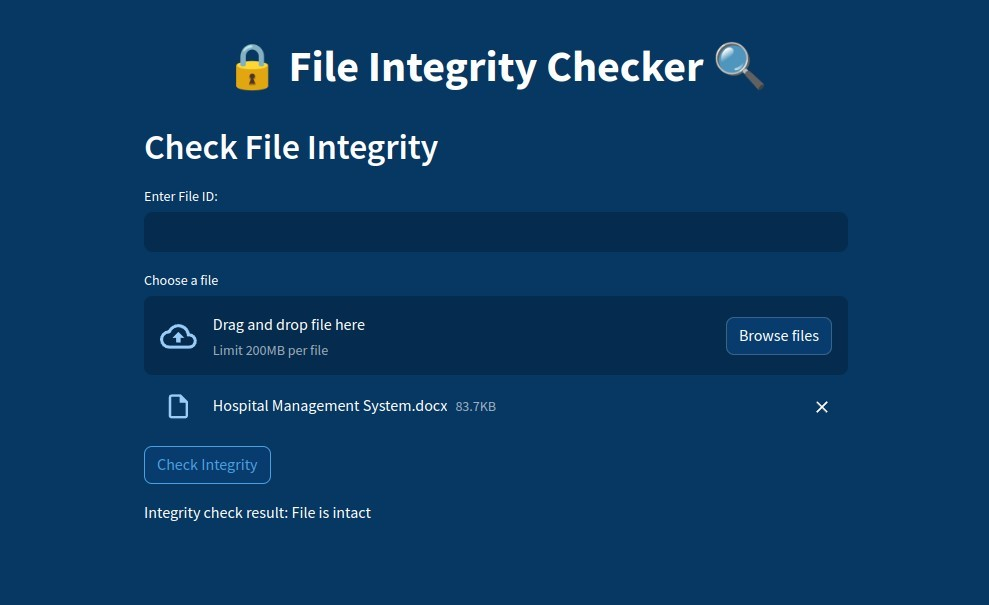 File Integrity Checker
Check File Integrity
Enter File ID:
Choose a file
Drag and drop file here
Limit 200MB per file
Browse files
Hospital Management System.docx 83.7KB
Check Integrity
Integrity check result: File is intact